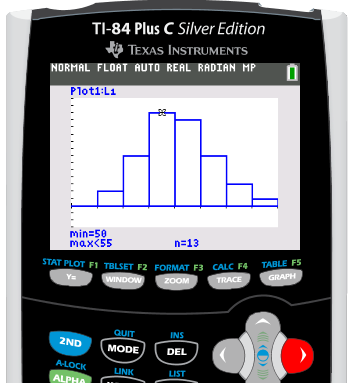 TI-84 Plus C Silver Edition
TEXAS INSTRUMENTS
NORMAL FLOAT AUTO REAL RADIAN MP
Plot1:L1
min=50
max<55 n=13
STAT PLOT F1 TBLSET F2 FORMAT F3 CALC F4 TABLE F5
Y= WINDOW ZOOM TRACE GRAPH
QUIT INS
2ND MODE DEL
A-LOCK LINK LIST
ALPHA